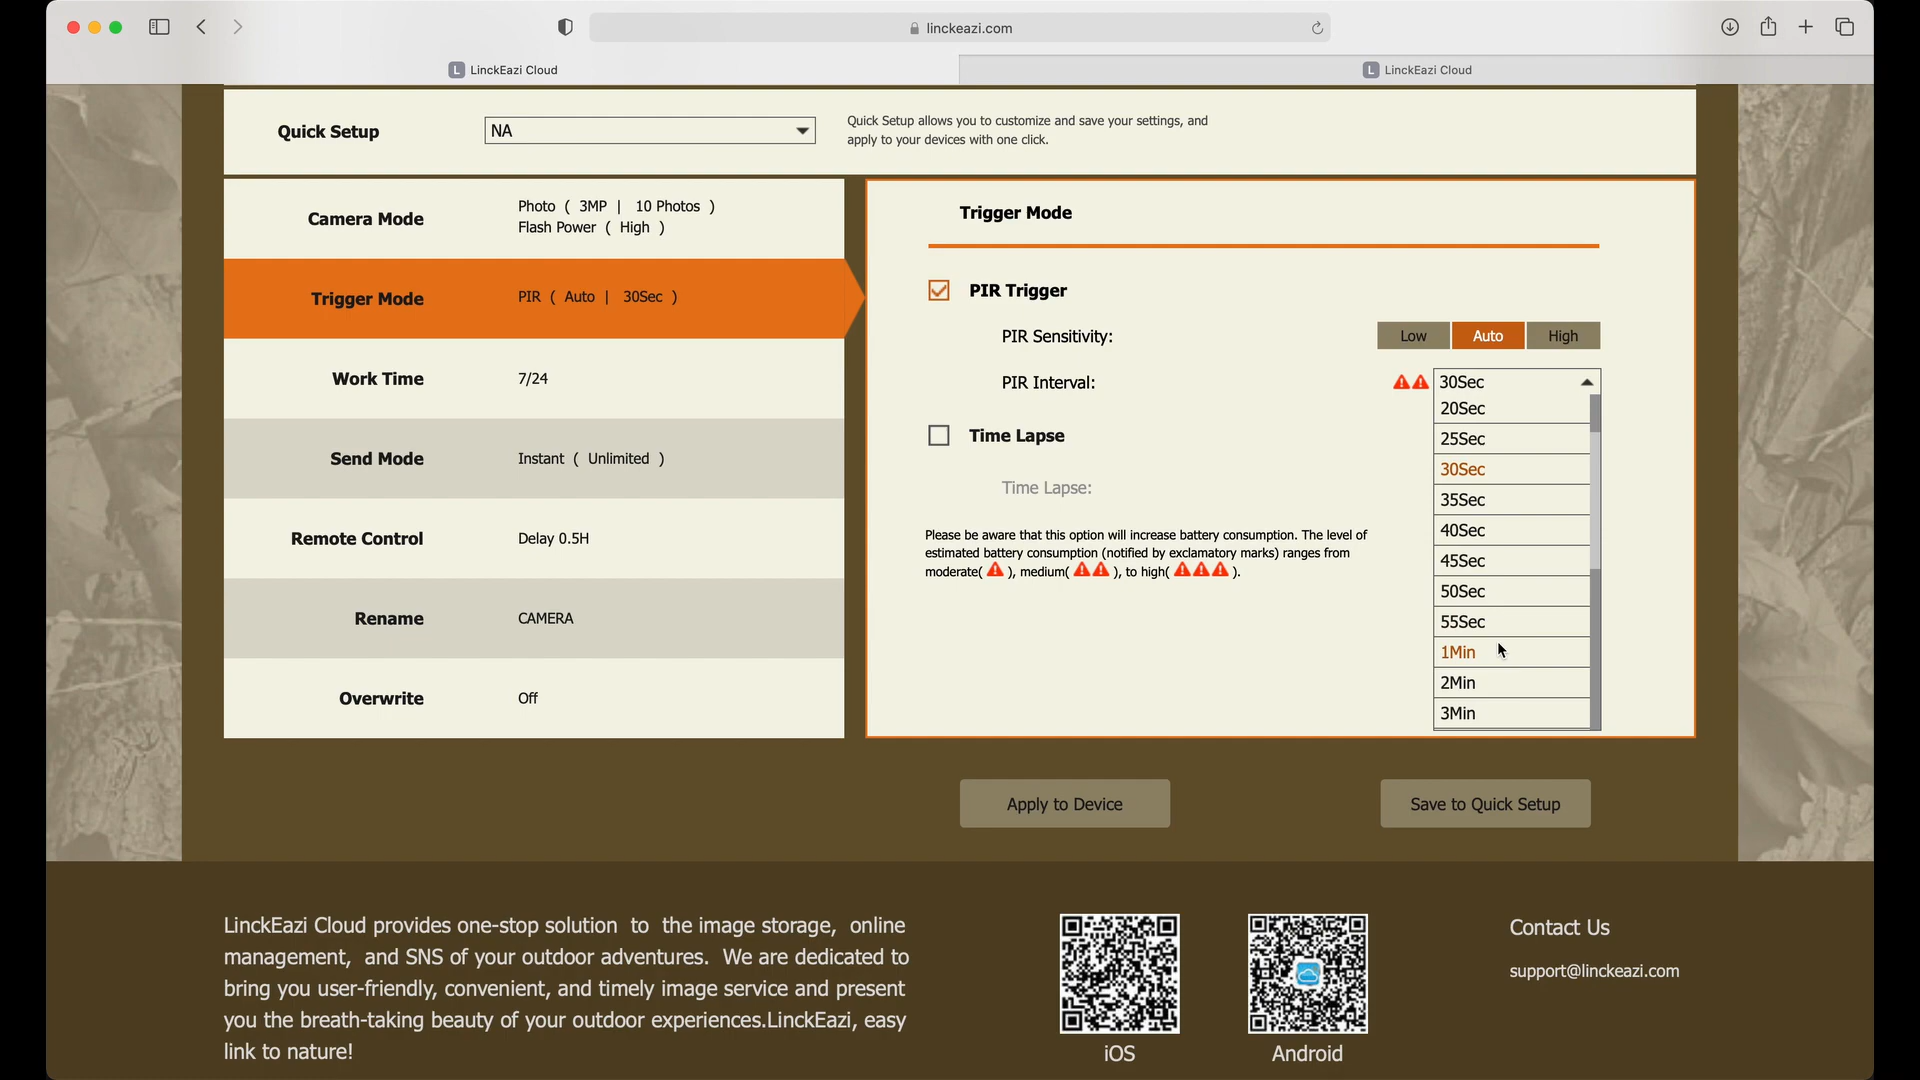 linckeazi.com
L LinckEazi Cloud
L LinckEazi Cloud
Quick Setup
NA
Quick Setup allows you to customize and save your settings, and
apply to your devices with one click.
Camera Mode
Photo ( 3MP | 10 Photos )
Flash Power ( High )
Trigger Mode
PIR ( Auto | 30Sec )
Work Time
7/24
Send Mode
Instant ( Unlimited )
Remote Control
Delay 0.5H
Rename
CAMERA
Overwrite
Off
Trigger Mode
PIR Trigger
PIR Sensitivity:
Low
Auto
High
PIR Interval:
30Sec
20Sec
25Sec
30Sec
35Sec
40Sec
45Sec
50Sec
55Sec
1Min
2Min
3Min
Time Lapse
Time Lapse:
Please be aware that this option will increase battery consumption. The level of
estimated battery consumption (notified by exclamatory marks) ranges from
moderate( ), medium( ), to high( ).
Apply to Device
Save to Quick Setup
LinckEazi Cloud provides one-stop solution to the image storage, online
management, and SNS of your outdoor adventures. We are dedicated to
bring you user-friendly, convenient, and timely image service and present
you the breath-taking beauty of your outdoor experiences.LinckEazi, easy
link to nature!
iOS
Android
Contact Us
support@linckeazi.com